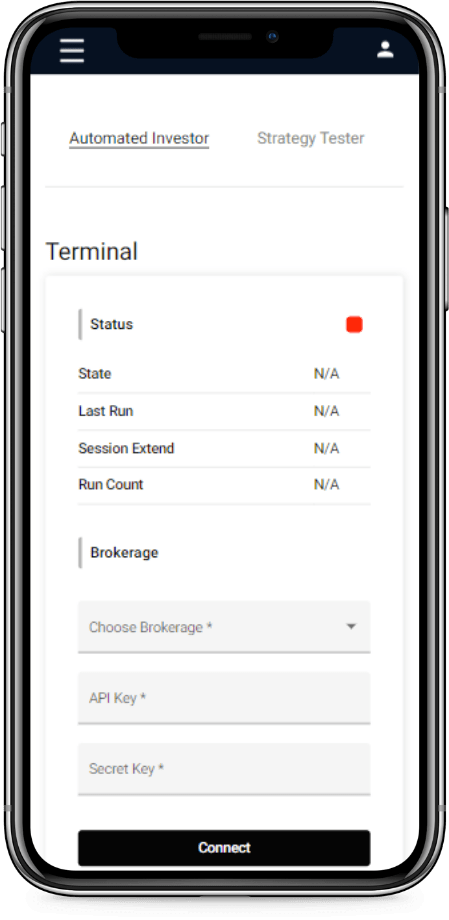 Automated Investor Strategy Tester
Terminal
Status
State N/A
Last Run N/A
Session Extend N/A
Run Count N/A
Brokerage
Choose Brokerage *
API Key *
Secret Key *
Connect